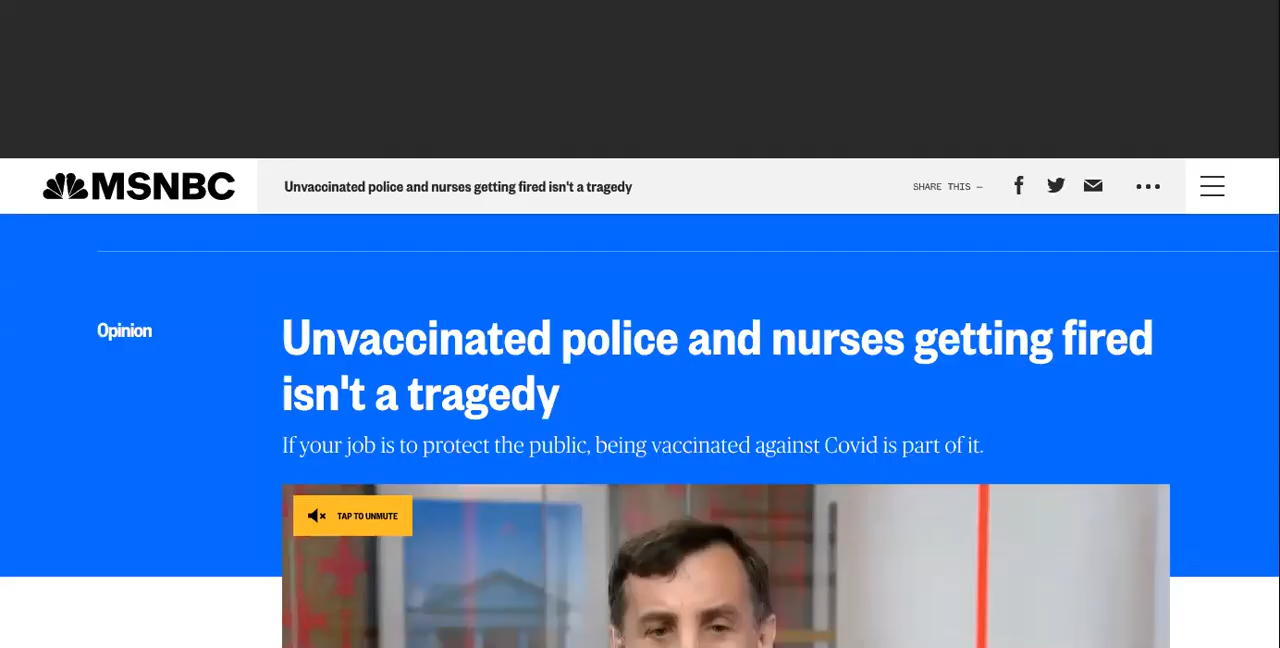 MSNBC
Unvaccinated police and nurses getting fired isn't a tragedy
SHARE THIS —
Opinion
Unvaccinated police and nurses getting fired
isn't a tragedy
If your job is to protect the public, being vaccinated against Covid is part of it.
TAP TO UNMUTE